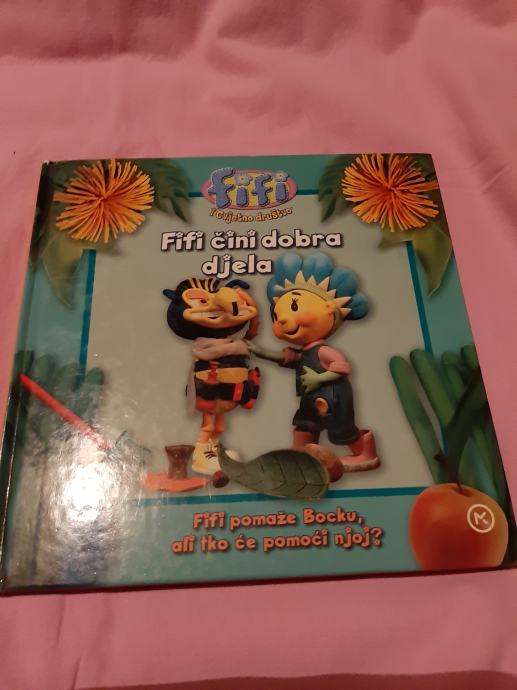 fifi
i cvjetno društvo
Fifi čini dobra
djela
Fifi pomaže Bocku,
ali tko će pomoći njoj?